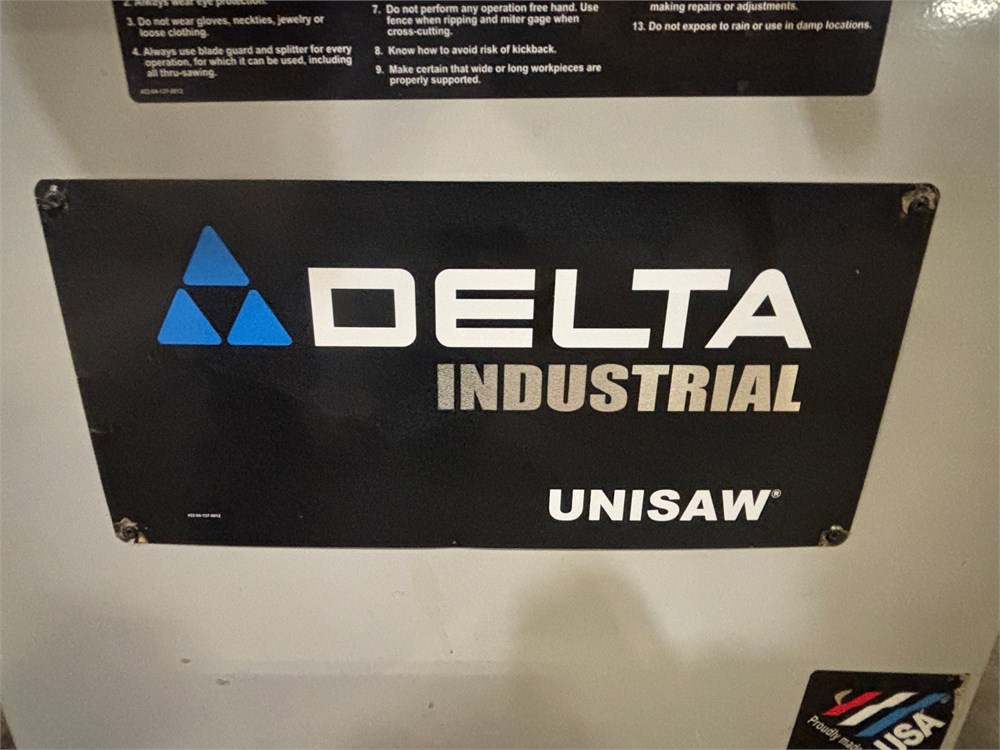 2. Always wear eye protection.
3. Do not wear gloves, neckties, jewelry or
loose clothing.
4. Always use blade guard and splitter for every
operation, for which it can be used, including
all thru-sawing.
7. Do not perform any operation free hand. Use
fence when ripping and miter gage when
cross-cutting.
8. Know how to avoid risk of kickback.
9. Make certain that wide or long workpieces are
properly supported.
making repairs or adjustments.
13. Do not expose to rain or use in damp locations.
DELTA
INDUSTRIAL
UNISAW®
Proudly made
USA